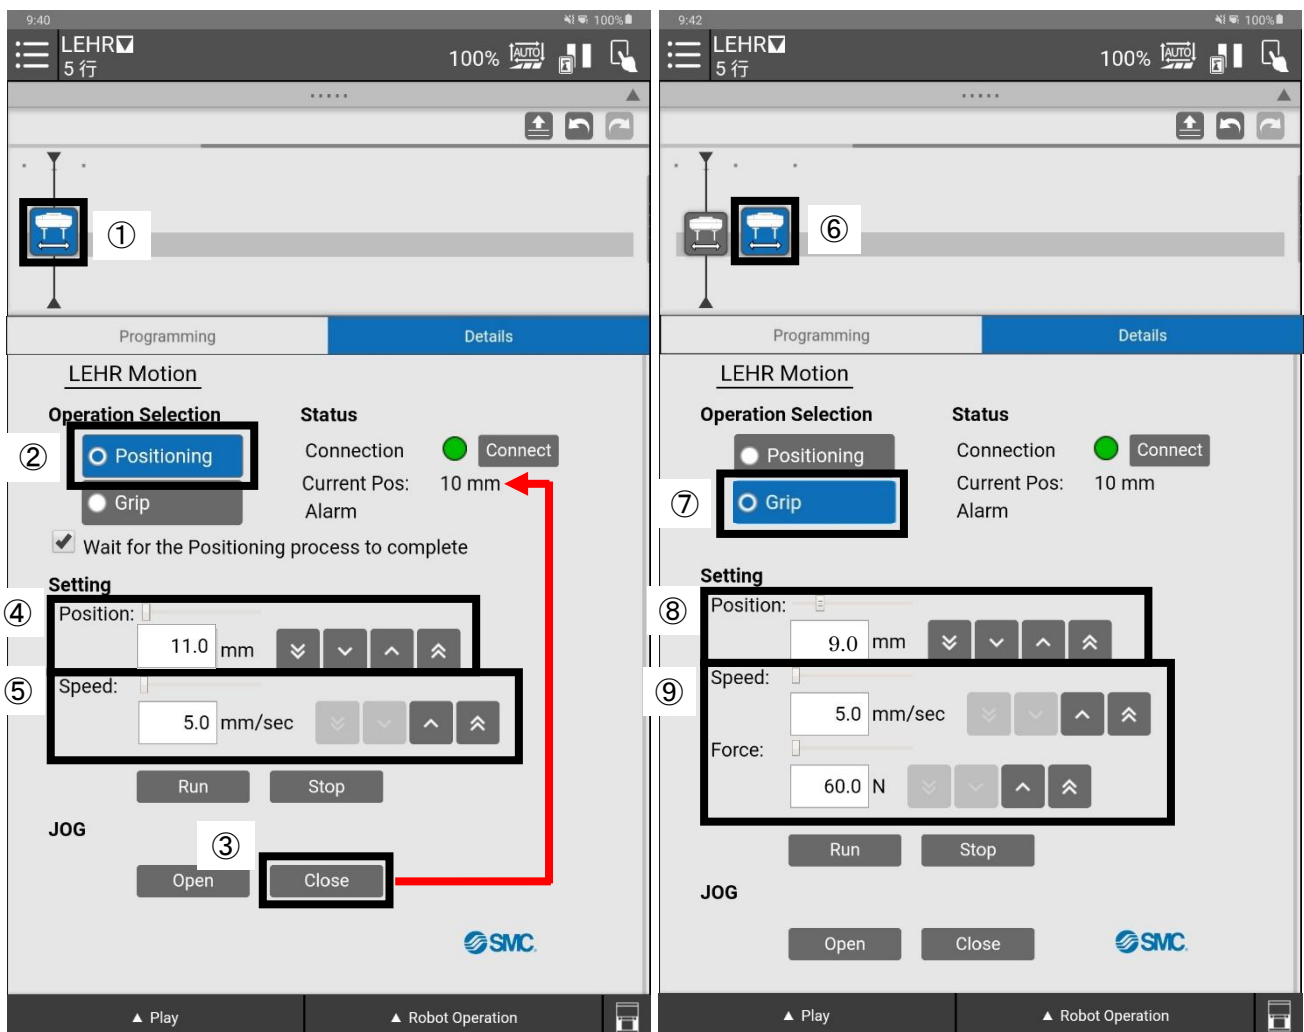 9:40
100%
LEHR
5 行
100%
AUTO
①
Programming
Details
LEHR Motion
Operation Selection
Status
②
Positioning
Connection
Connect
Grip
Current Pos: 10 mm
Alarm
Wait for the Positioning process to complete
Setting
④
Position:
11.0 mm
⑤
Speed:
5.0 mm/sec
Run
Stop
JOG
③
Open
Close
SMC.
▲ Play
▲ Robot Operation
9:42
100%
LEHR
5 行
100%
AUTO
⑥
Programming
Details
LEHR Motion
Operation Selection
Status
Positioning
Connection
Connect
⑦
Grip
Current Pos: 10 mm
Alarm
Setting
⑧
Position:
9.0 mm
⑨
Speed:
5.0 mm/sec
Force:
60.0 N
Run
Stop
JOG
Open
Close
SMC.
▲ Play
▲ Robot Operation